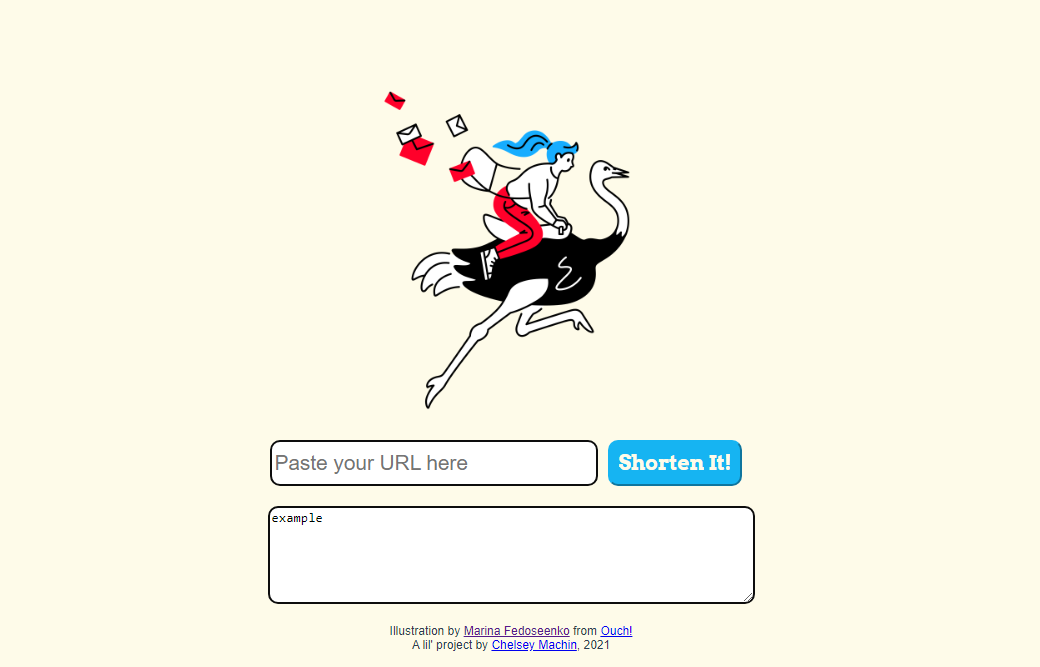 Paste your URL here
Shorten It!
example
Illustration by Marina Fedoseenko from Ouch!
A lil' project by Chelsey Machin, 2021